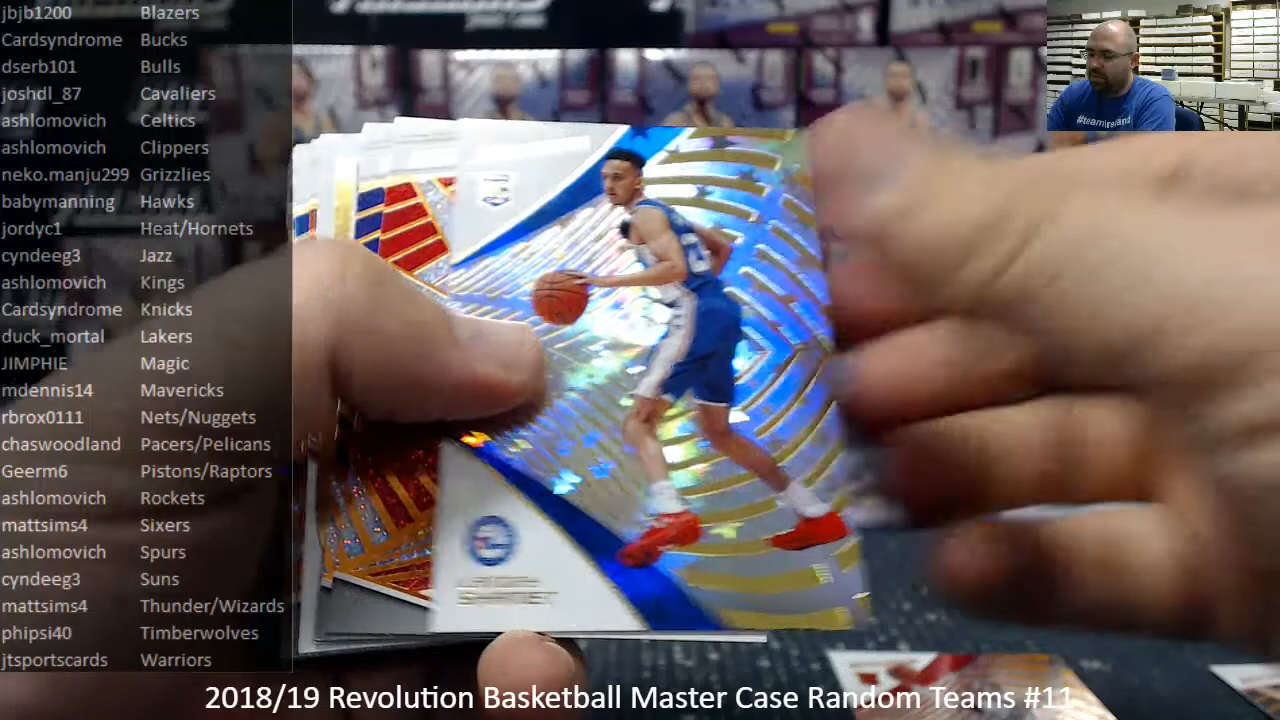 jbjb1200 Blazers
Cardsyndrome Bucks
dserb101 Bulls
joshdl_87 Cavaliers
ashlomovich Celtics
ashlomovich Clippers
neko.manju299 Grizzlies
babymanning Hawks
jordyc1 Heat/Hornets
cyndeeg3 Jazz
ashlomovich Kings
Cardsyndrome Knicks
duck_mortal Lakers
JIMPHIE Magic
mdennis14 Mavericks
rbrox0111 Nets/Nuggets
chaswoodland Pacers/Pelicans
Geerm6 Pistons/Raptors
ashlomovich Rockets
mattsims4 Sixers
ashlomovich Spurs
cyndeeg3 Suns
mattsims4 Thunder/Wizards
phipsi40 Timberwolves
jtsportscards Warriors
#teamireland
2018/19 Revolution Basketball Master Case Random Teams #11